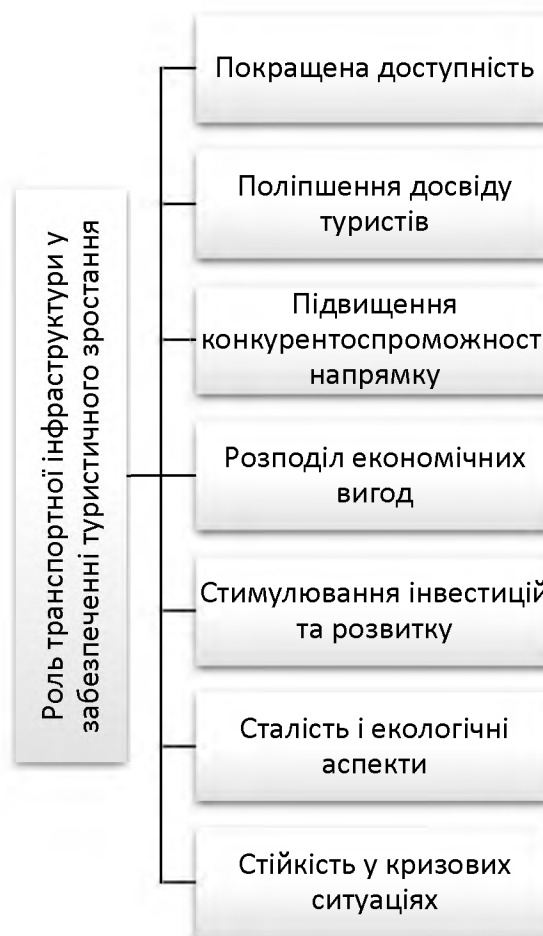 Роль транспортної інфраструктури у
забезпеченні туристичного зростання
Покращена доступність
Поліпшення досвіду
туристів
Підвищення
конкурентоспроможност
напрямку
Розподіл економічних
вигод
Стимулювання інвестицій
та розвитку
Сталість і екологічні
аспекти
Стійкість у кризових
ситуаціях